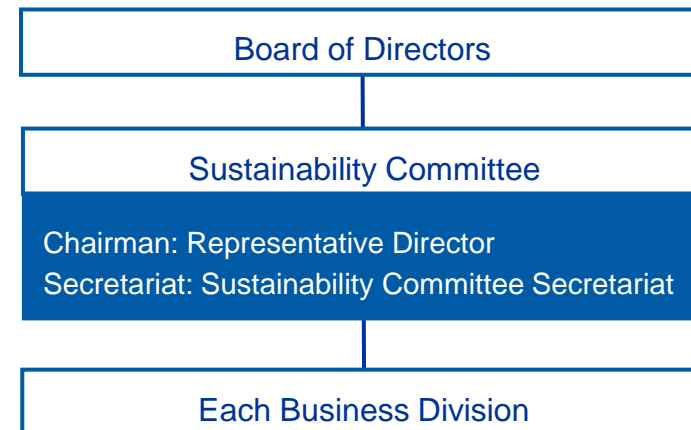 Board of Directors
Sustainability Committee
Chairman: Representative Director
Secretariat: Sustainability Committee Secretariat
Each Business Division